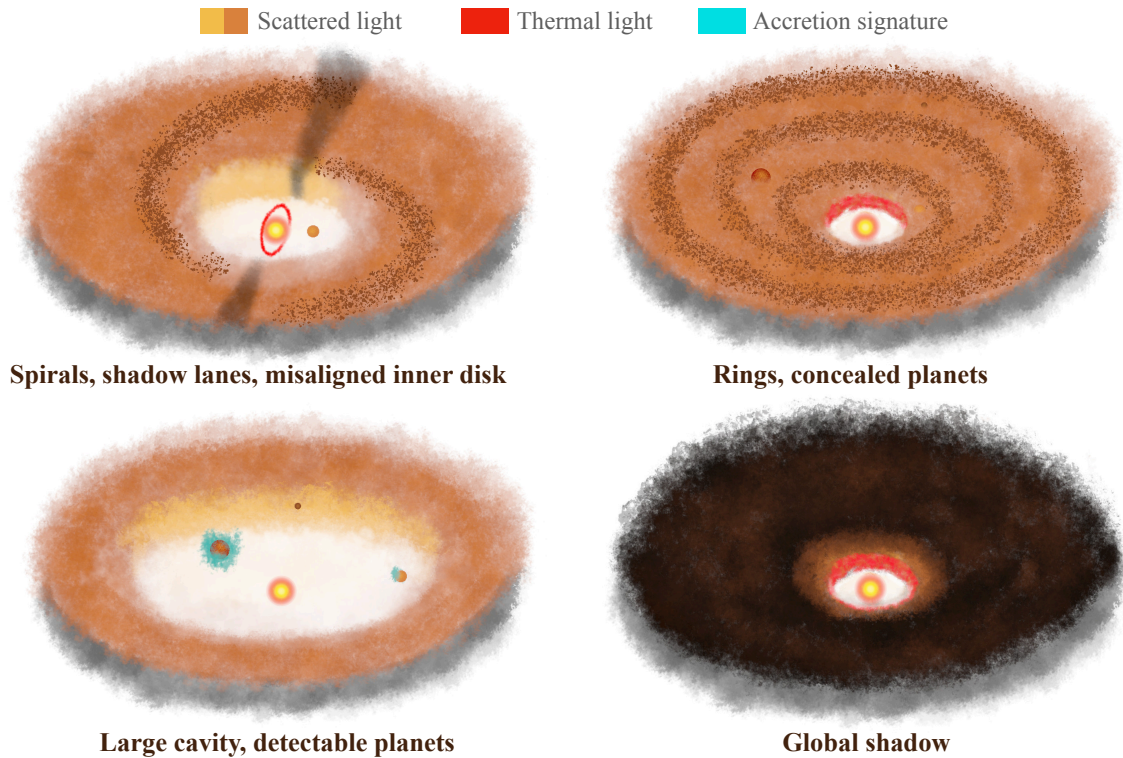 Scattered light Thermal light Accretion signature
Spirals, shadow lanes, misaligned inner disk
Rings, concealed planets
Large cavity, detectable planets
Global shadow